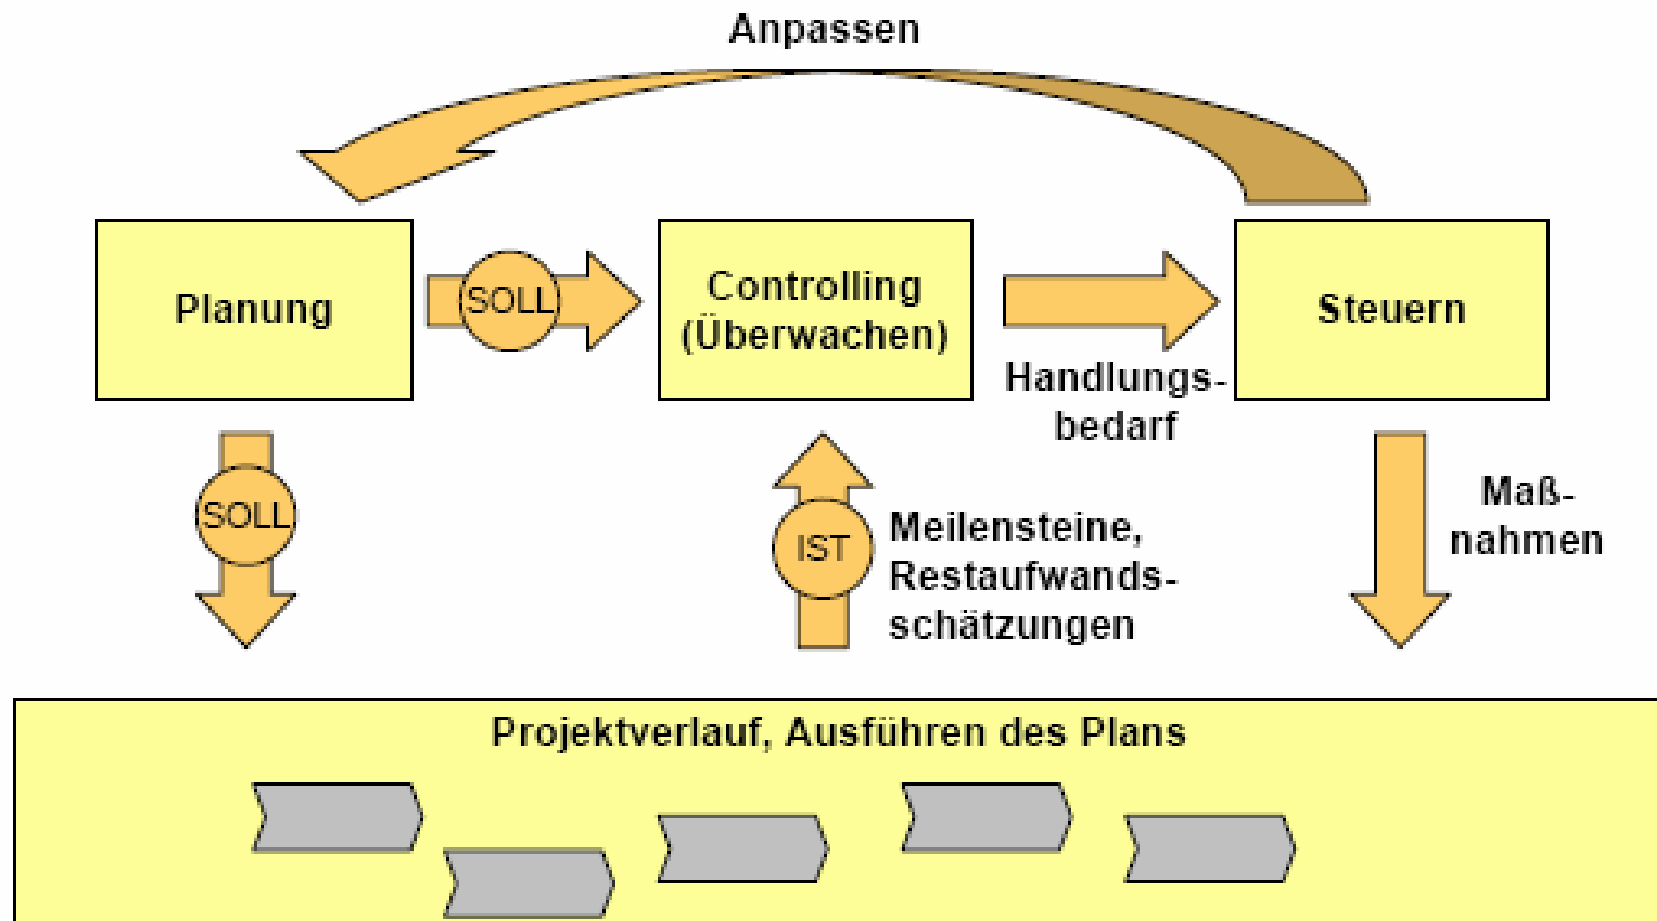 Anpassen
Planung
SOLL
Controlling
(Überwachen)
Handlungs-
bedarf
Steuern
SOLL
IST
Meilensteine,
Restaufwands-
schätzungen
Maß-
nahmen
Projektverlauf, Ausführen des Plans